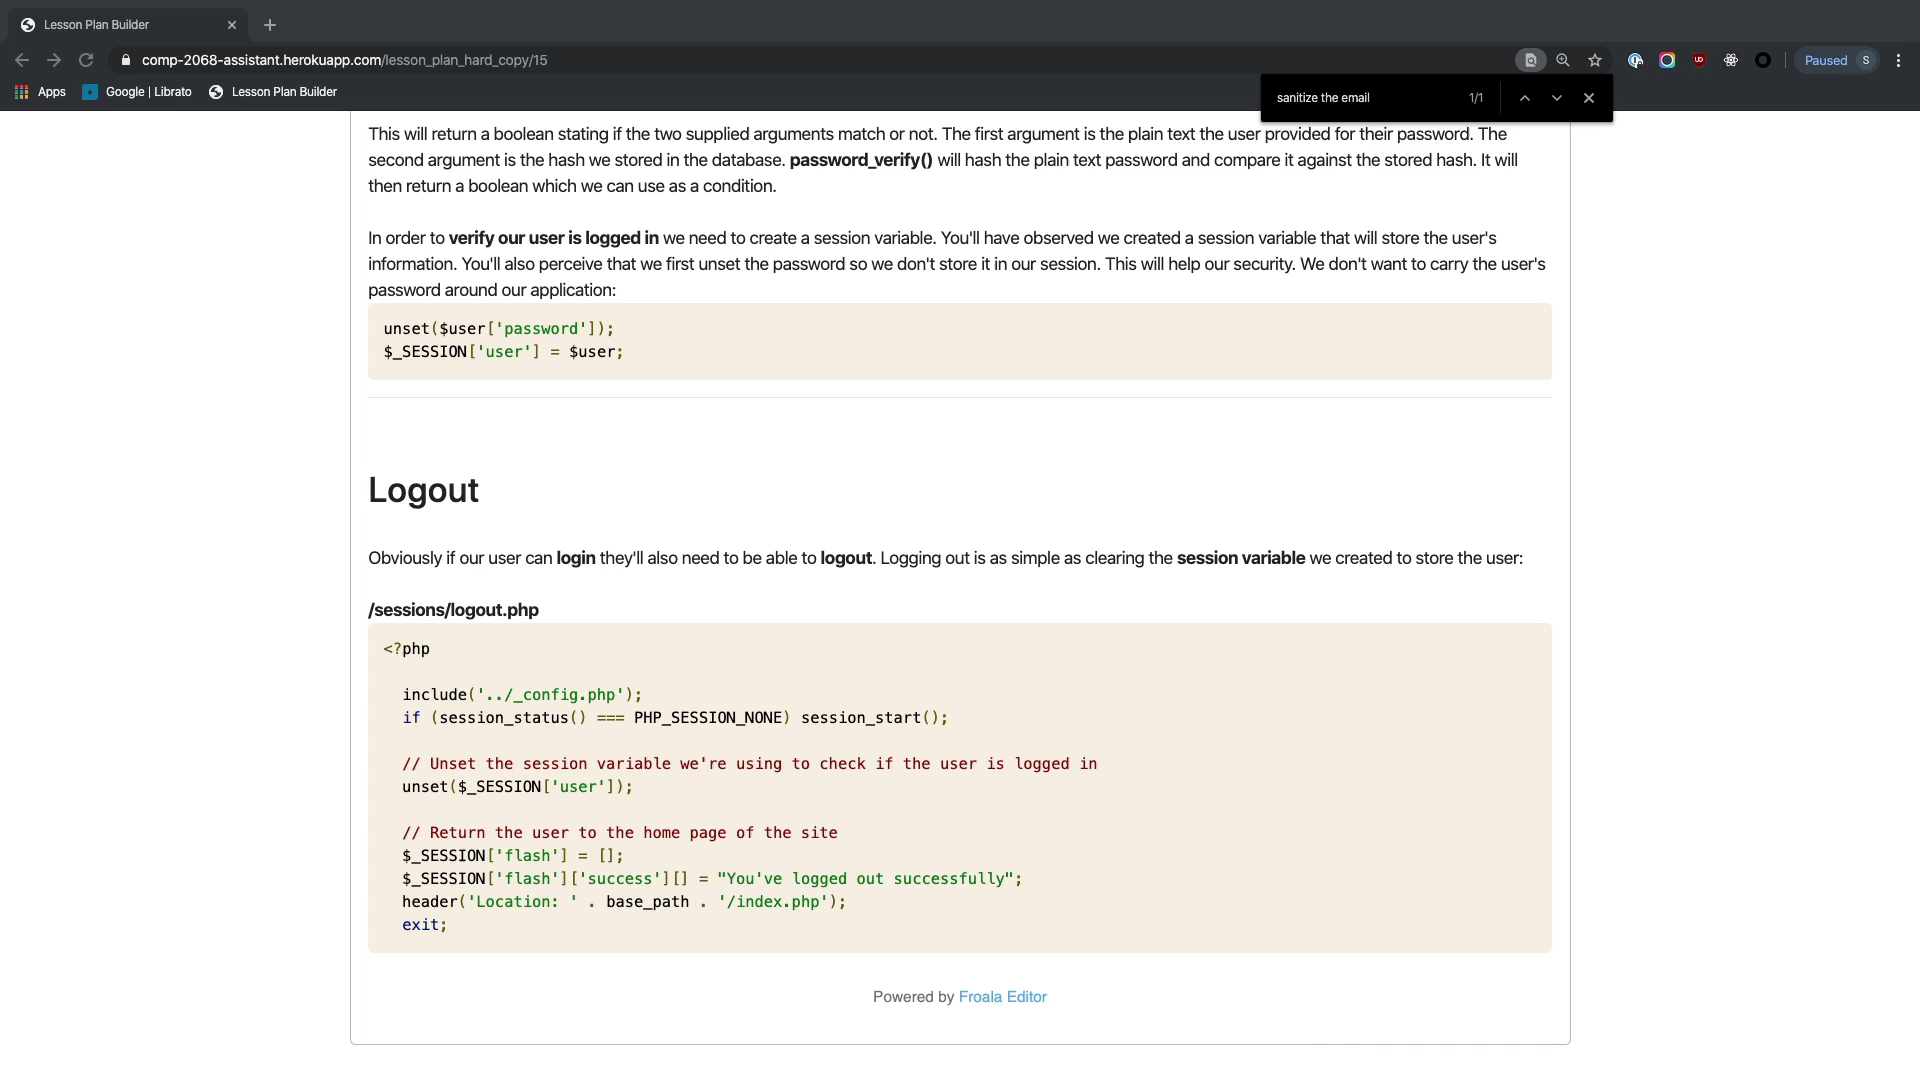 Lesson Plan Builder
comp-2068-assistant.herokuapp.com/lesson_plan_hard_copy/15
Paused S
Apps
Google | Librato
Lesson Plan Builder
sanitize the email 1/1
This will return a boolean stating if the two supplied arguments match or not. The first argument is the plain text the user provided for their password. The
second argument is the hash we stored in the database. password_verify() will hash the plain text password and compare it against the stored hash. It will
then return a boolean which we can use as a condition.
In order to verify our user is logged in we need to create a session variable. You'll have observed we created a session variable that will store the user's
information. You'll also perceive that we first unset the password so we don't store it in our session. This will help our security. We don't want to carry the user's
password around our application:
unset($user['password']);
$_SESSION['user'] = $user;
Logout
Obviously if our user can login they'll also need to be able to logout. Logging out is as simple as clearing the session variable we created to store the user:
/sessions/logout.php
<?php
include('../_config.php');
if (session_status() === PHP_SESSION_NONE) session_start();
// Unset the session variable we're using to check if the user is logged in
unset($_SESSION['user']);
// Return the user to the home page of the site
$_SESSION['flash'] = [];
$_SESSION['flash']['success'][] = "You've logged out successfully";
header('Location: ' . base_path . '/index.php');
exit;
Powered by Froala Editor